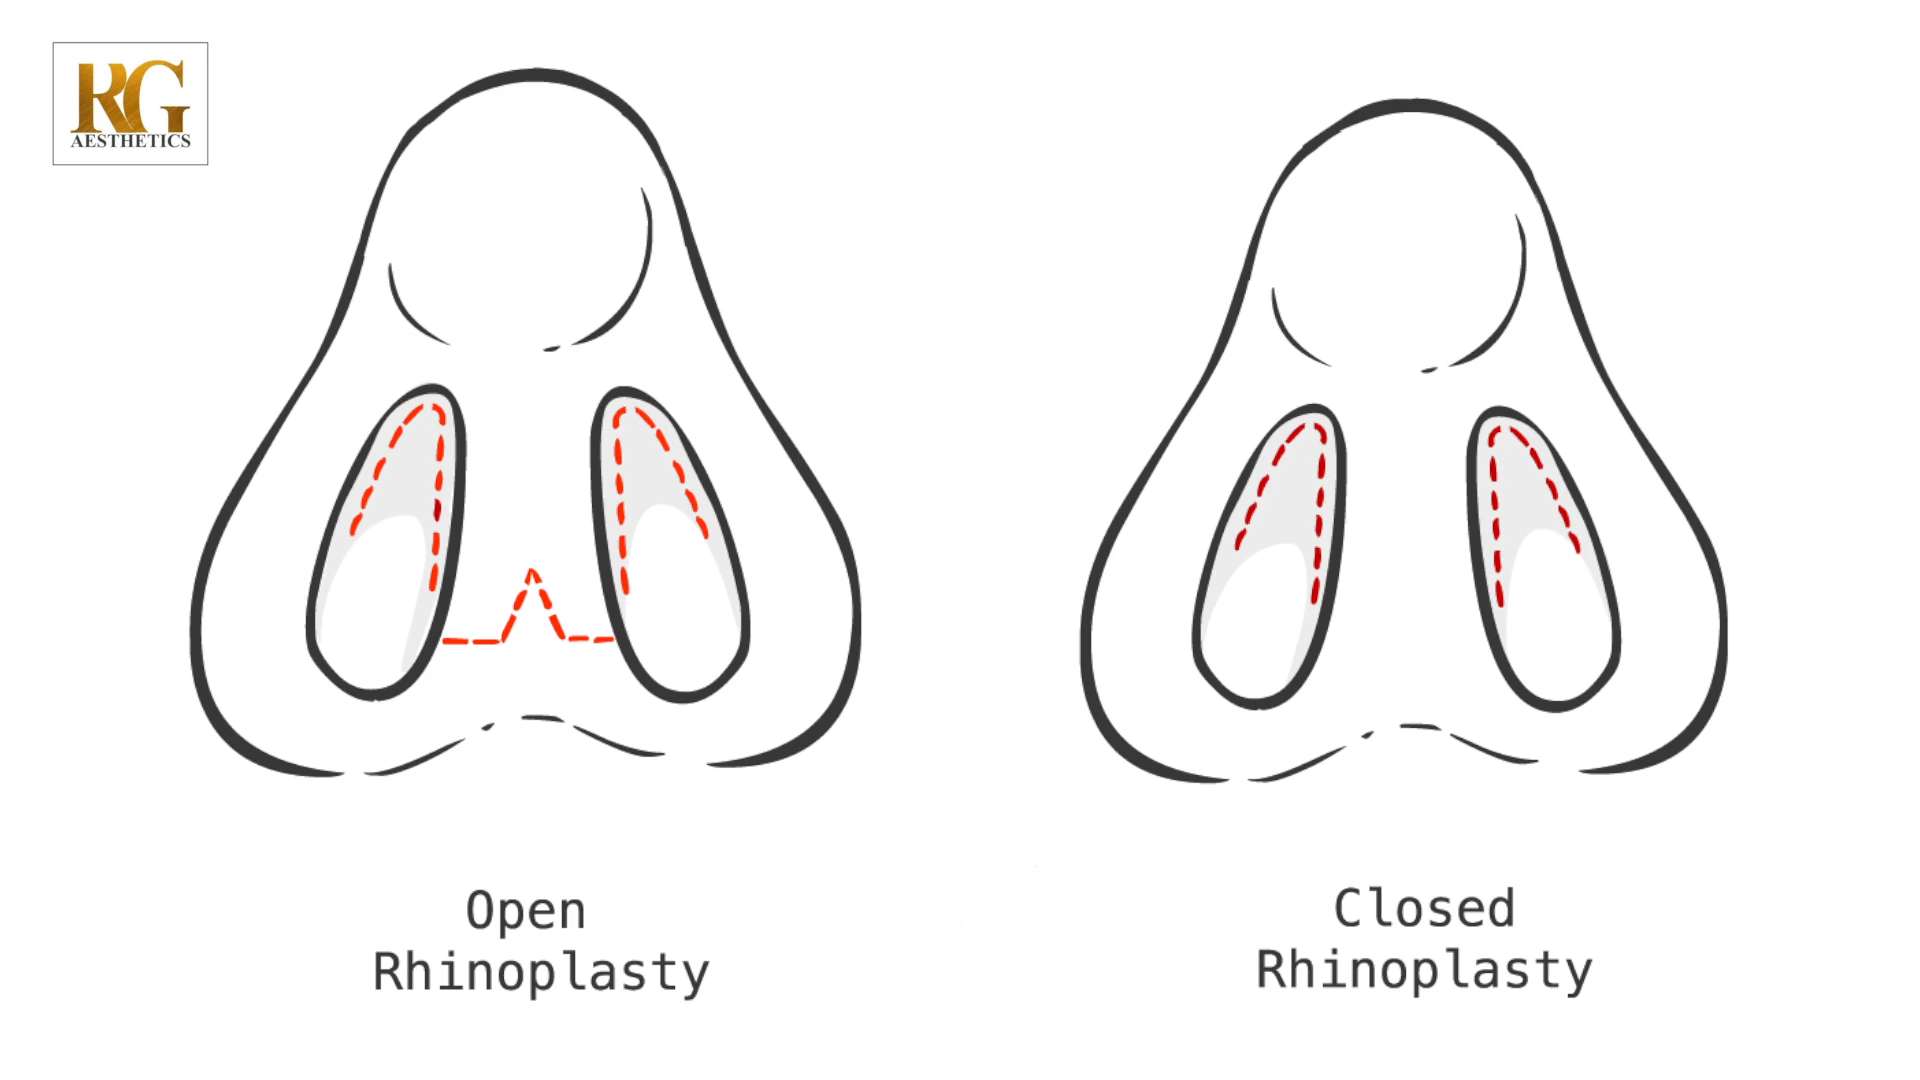 RG
AESTHETICS
Open
Rhinoplasty
Closed
Rhinoplasty